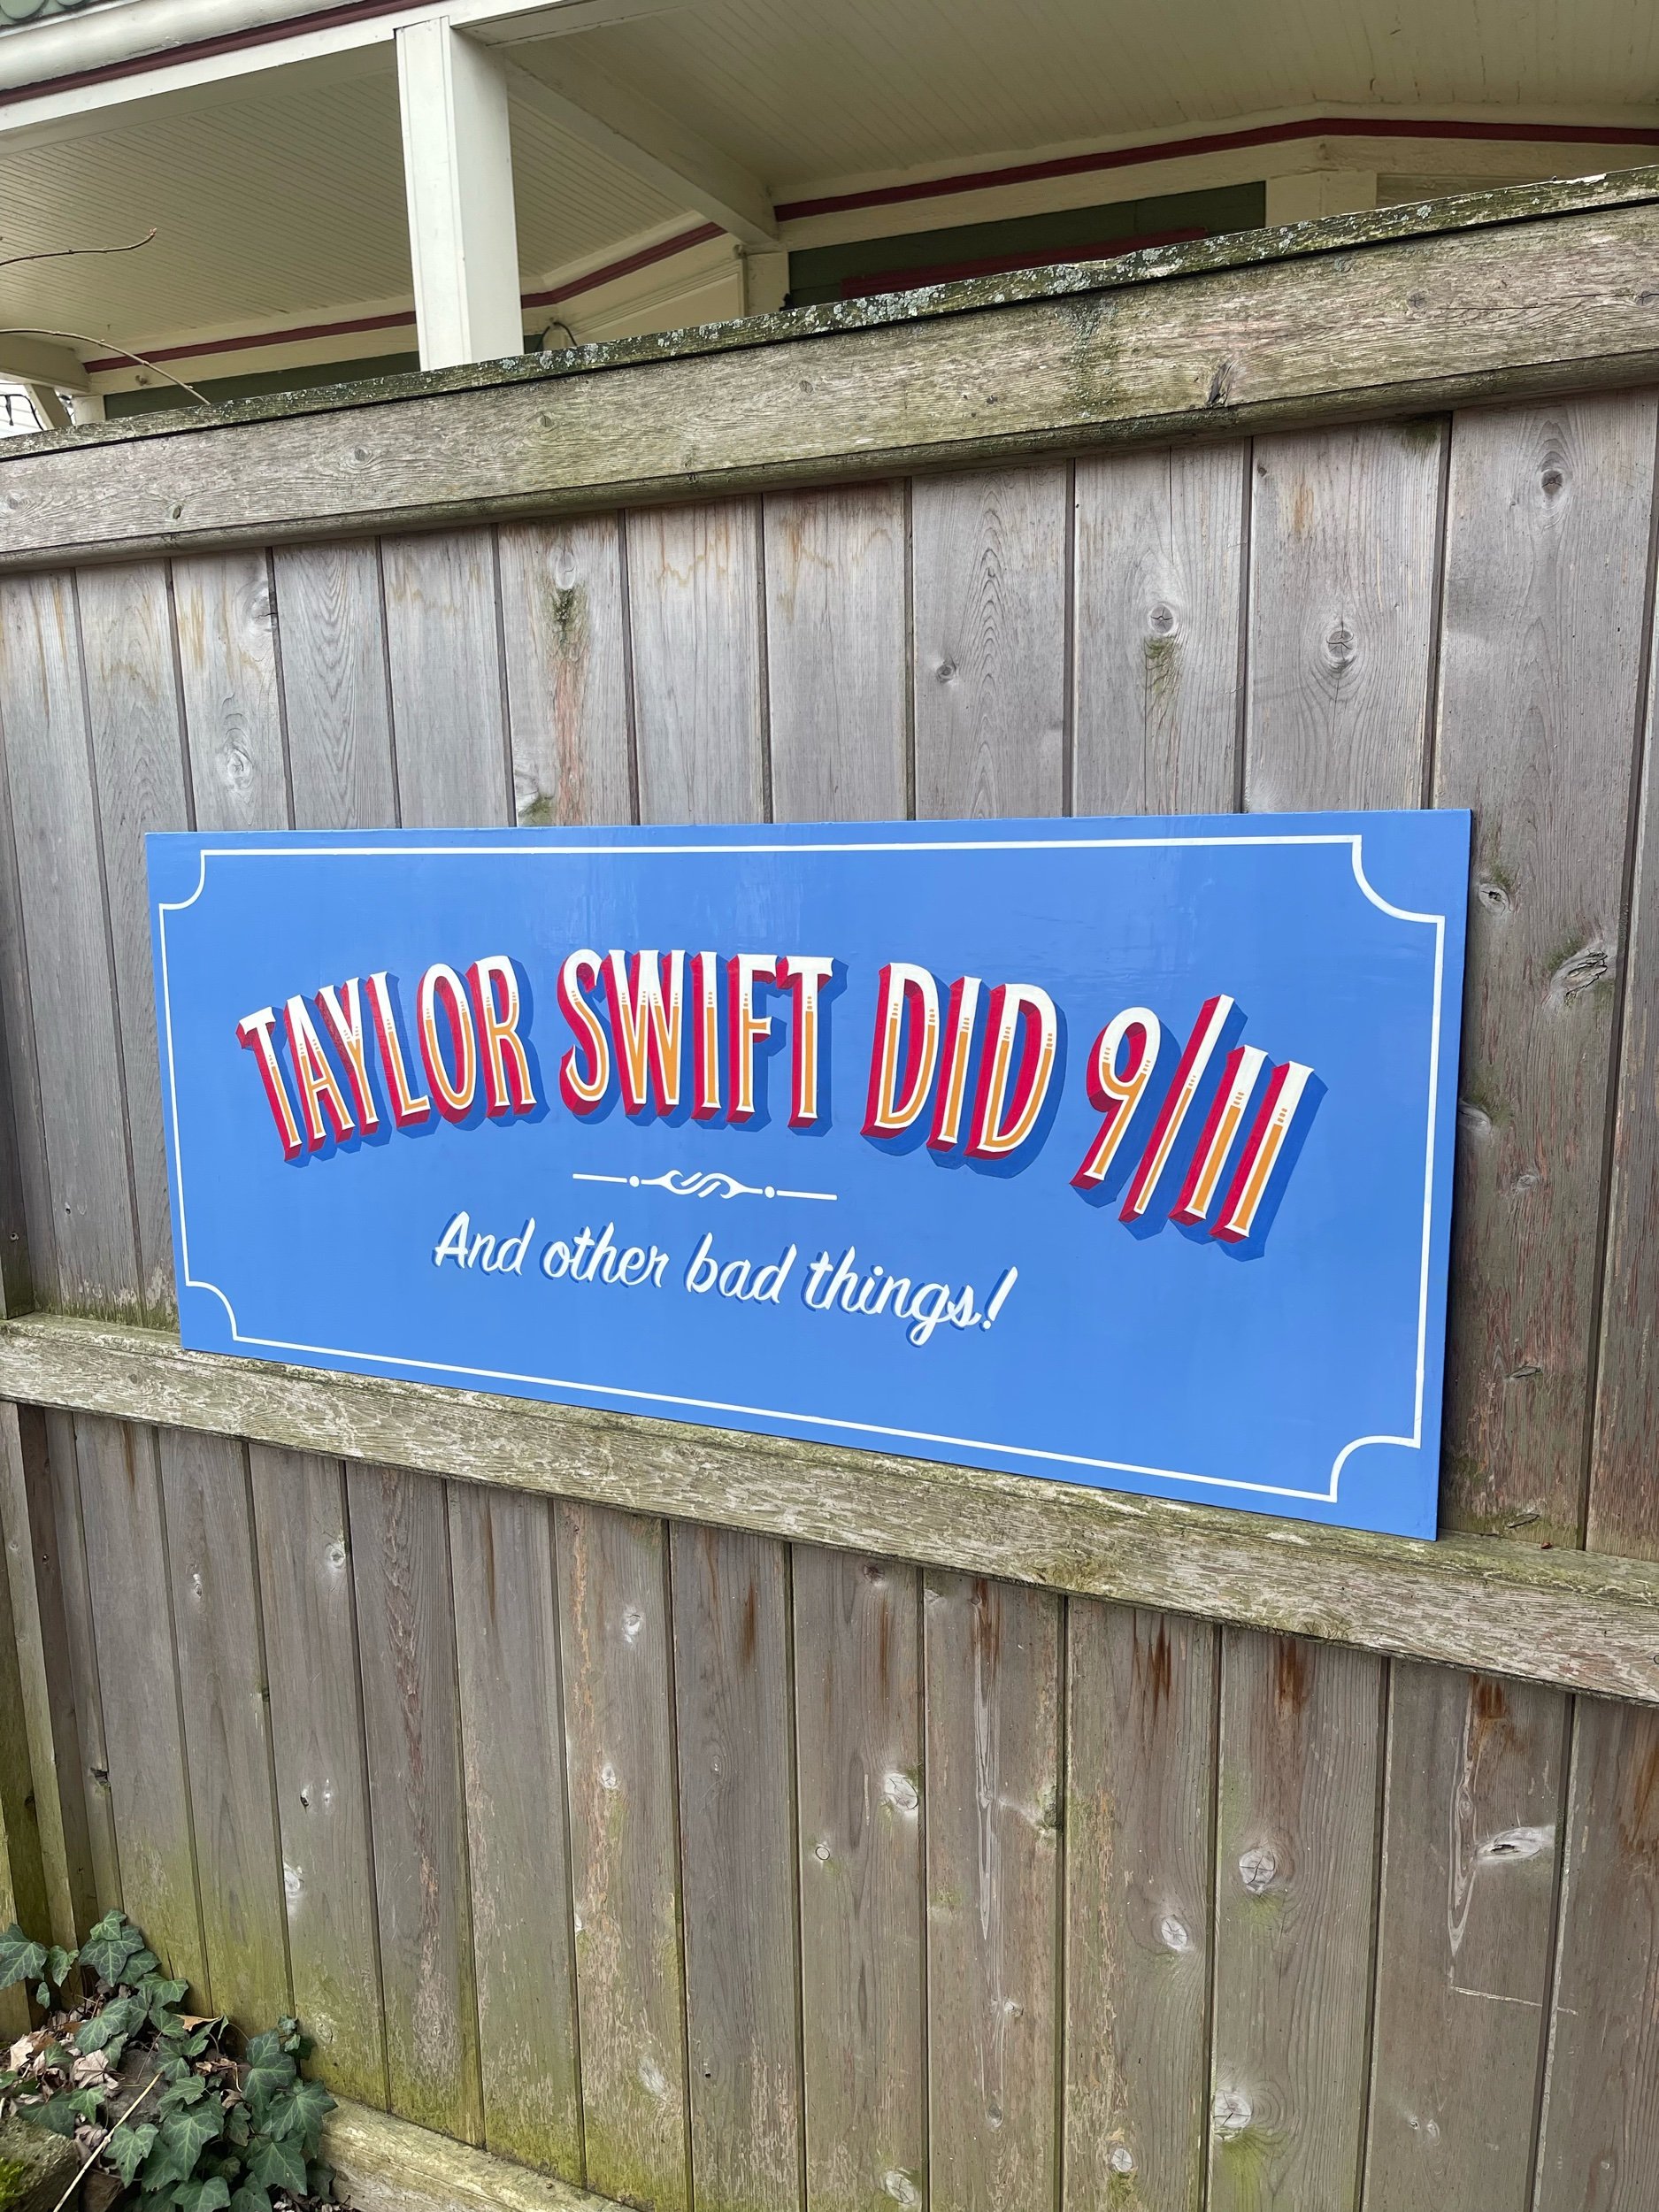 TAYLOR SWIFT DID 9/11
And other bad things!